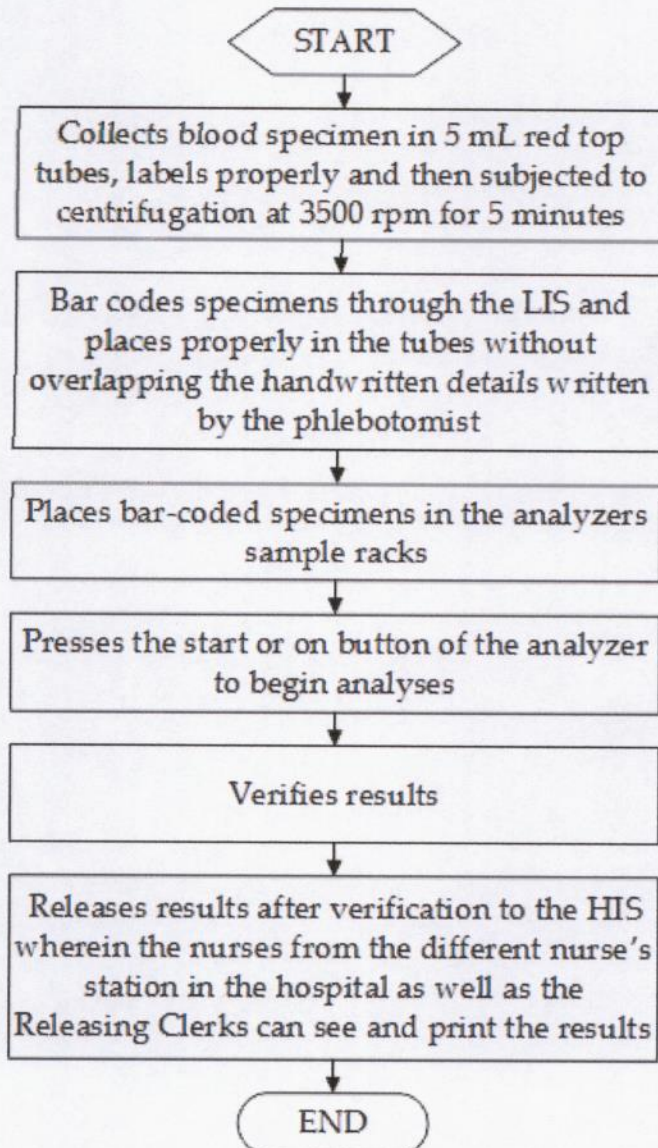 START
Collects blood specimen in 5 mL red top
tubes, labels properly and then subjected to
centrifugation at 3500 rpm for 5 minutes
Bar codes specimens through the LIS and
places properly in the tubes without
overlapping the handwritten details written
by the phlebotomist
Places bar-coded specimens in the analyzers
sample racks
Presses the start or on button of the analyzer
to begin analyses
Verifies results
Releases results after verification to the HIS
wherein the nurses from the different nurse's
station in the hospital as well as the
Releasing Clerks can see and print the results
END